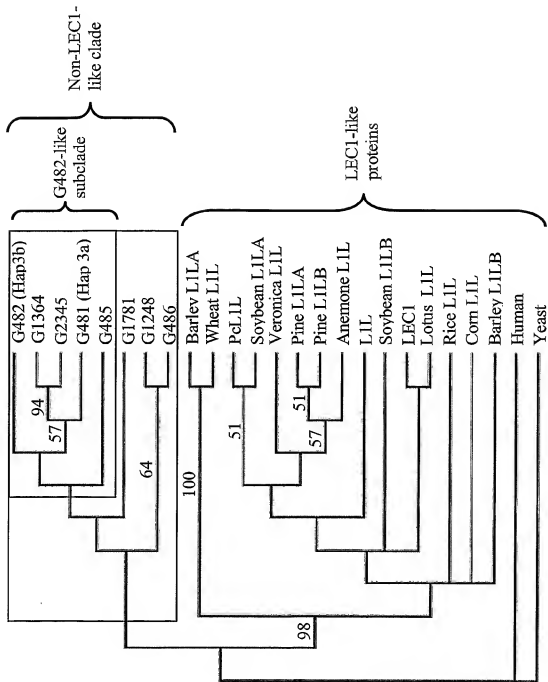 Non-LEC1-
like clade
G482-like
subclade
LEC1-like
proteins
G482 (Hap3b)
G1364
G2345
G481 (Hap 3a)
G485
G1781
G1248
G486
Barlev L1LA
Wheat L1L
PcL1L
Soybean L1LA
Veronica L1L
Pine L1LA
Pine L1LB
Anemone L1L
L1L
Soybean L1LB
LEC1
Lotus L1L
Rice L1L
Corn L1L
Barley L1LB
Human
Yeast
94
57
64
100
51
51
57
98